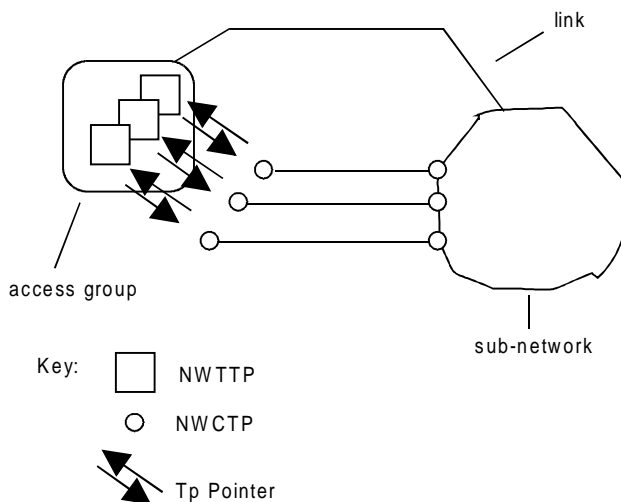 link
access group
sub-network
Key:
NWTTP
NWCTP
Tp Pointer